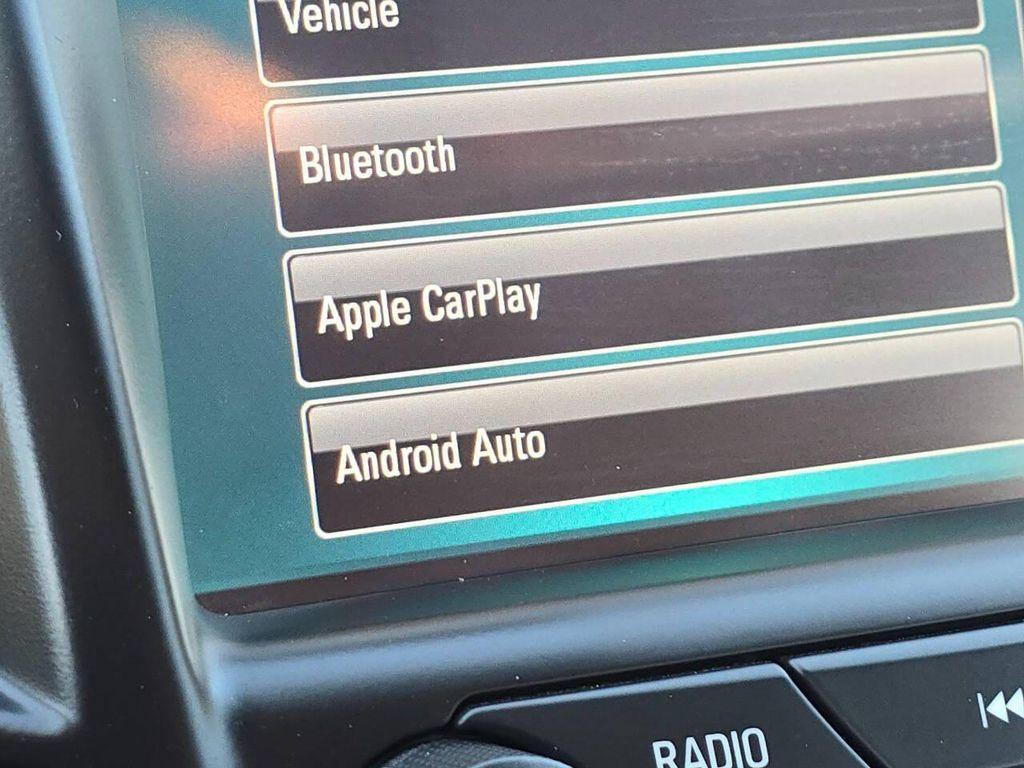 Vehicle
Bluetooth
Apple CarPlay
Android Auto
RADIO